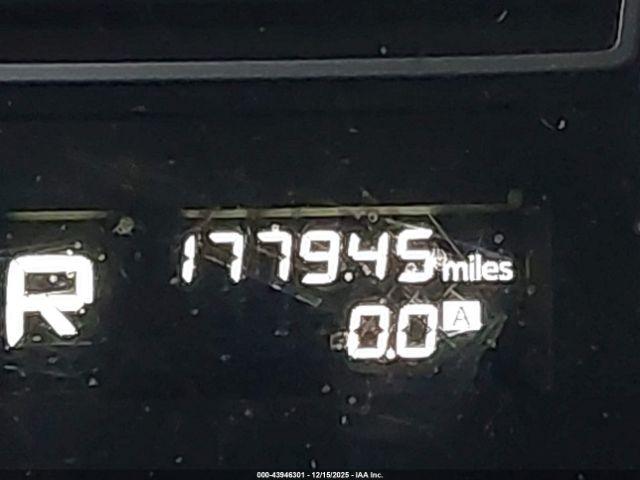 R
177945 miles
0.0 A
000-43946301 - 12/15/2025 - IAA Inc.